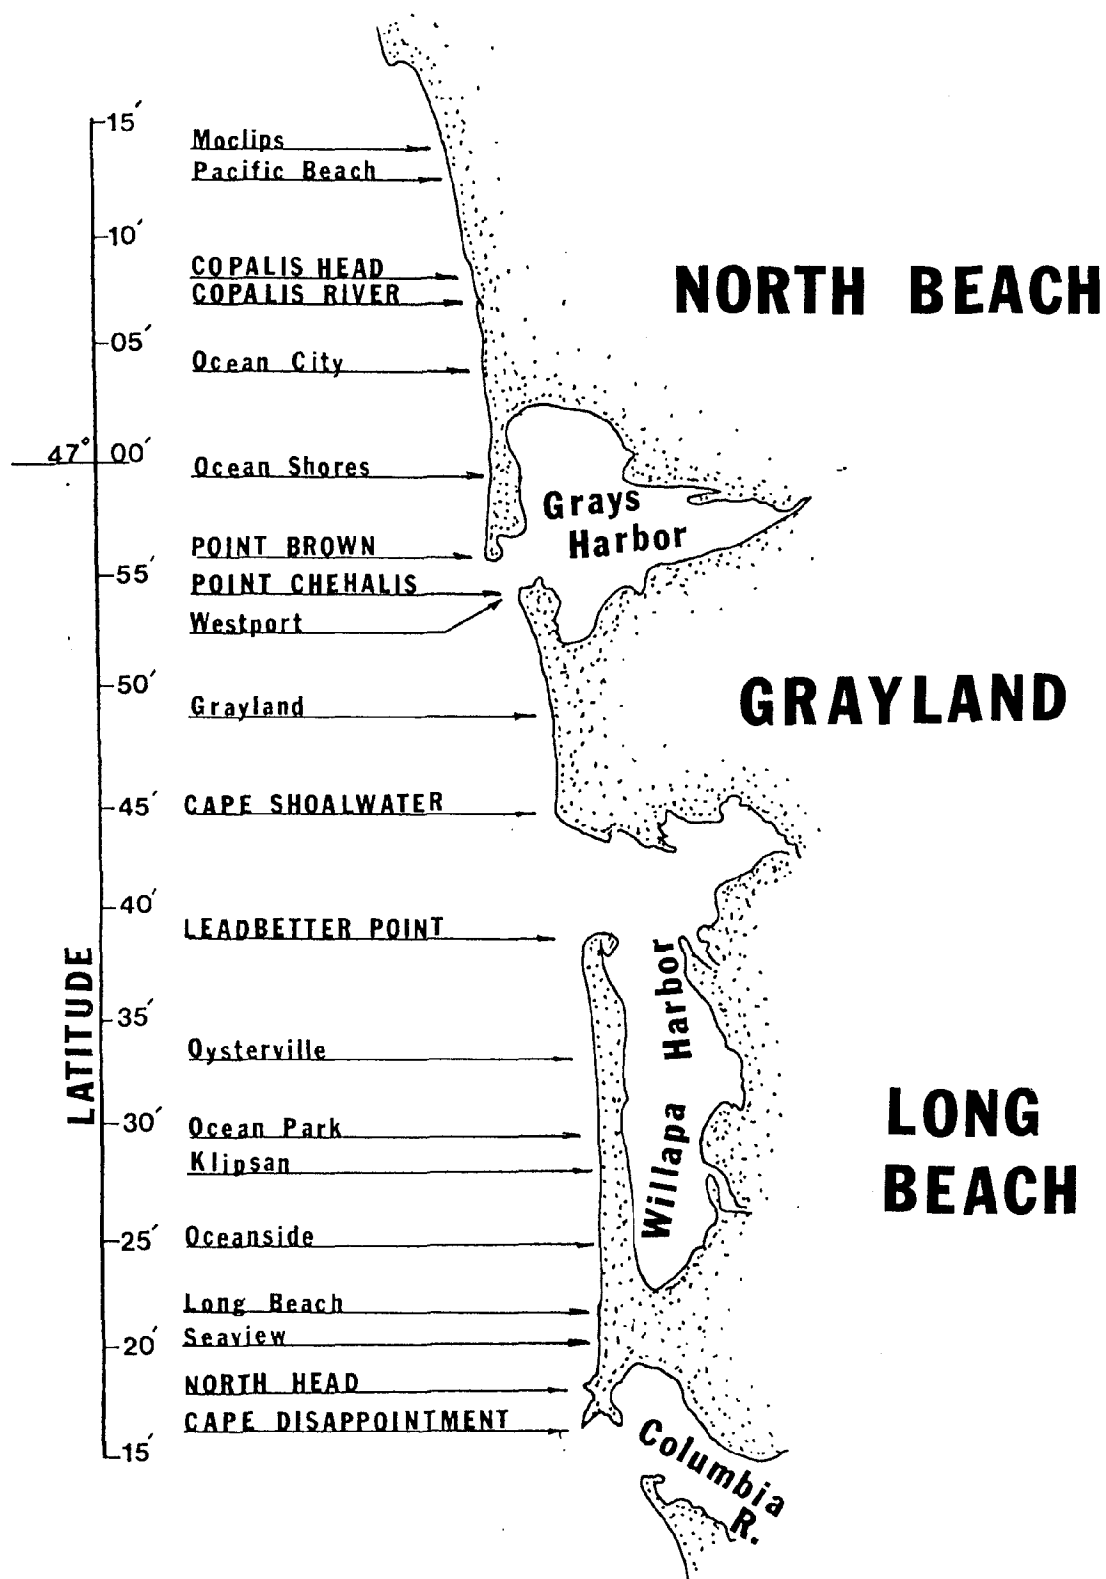 15′
Moclips
Pacific Beach
10′
COPALIS HEAD
COPALIS RIVER
NORTH BEACH
05′
Ocean City
47° 00′
Ocean Shores
Grays
Harbor
POINT BROWN
55′
POINT CHEHALIS
Westport
50′
Grayland
GRAYLAND
45′
CAPE SHOALWATER
40′
LEADBETTER POINT
LATITUDE
35′
Willapa Harbor
Oysterville
30′
Ocean Park
Klipsan
LONG
BEACH
25′
Oceanside
Long Beach
20′
Seaview
NORTH HEAD
CAPE DISAPPOINTMENT
15′
Columbia
R.